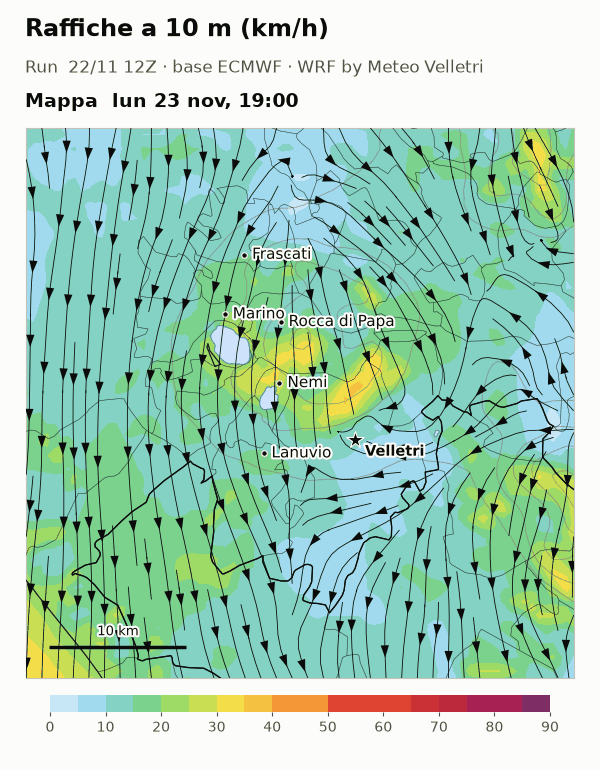 Raffiche a 10 m (km/h)
Run  22/11 12Z · base ECMWF · WRF by Meteo Velletri
Mappa  lun 23 nov, 19:00
Frascati
Marino
Rocca di Papa
Nemi
Velletri
Lanuvio
10 km
0 10 20 30 40 50 60 70 80 90